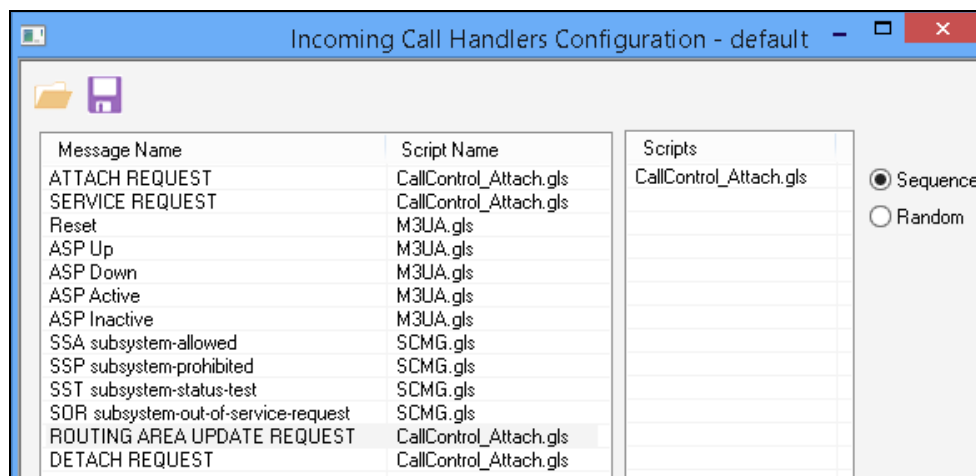 Incoming Call Handlers Configuration - default
Message Name Script Name Scripts
ATTACH REQUEST CallControl_Attach.gls CallControl_Attach.gls
SERVICE REQUEST CallControl_Attach.gls
Reset M3UA.gls
ASP Up M3UA.gls
ASP Down M3UA.gls
ASP Active M3UA.gls
ASP Inactive M3UA.gls
SSA subsystem-allowed SCMG.gls
SSP subsystem-prohibited SCMG.gls
SST subsystem-status-test SCMG.gls
SOR subsystem-out-of-service-request SCMG.gls
ROUTING AREA UPDATE REQUEST CallControl_Attach.gls
DETACH REQUEST CallControl_Attach.gls
Sequence
Random